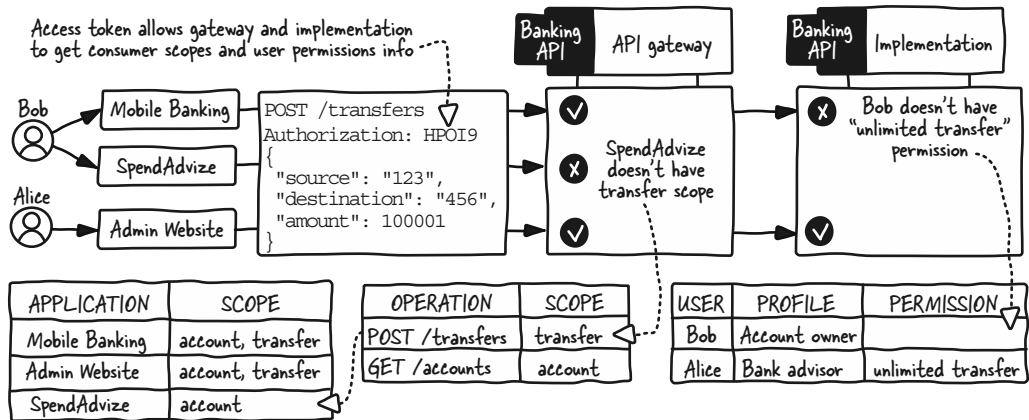 Access token allows gateway and implementation
to get consumer scopes and user permissions info
Banking
API
API gateway
Banking
API
Implementation
Bob
Mobile Banking
SpendAdvize
Alice
Admin Website
POST /transfers
Authorization: HPOI9
{
"source": "123",
"destination": "456",
"amount": 100001
}
SpendAdvize
doesn't have
transfer scope
Bob doesn't have
"unlimited transfer"
permission
APPLICATION SCOPE
Mobile Banking account, transfer
Admin Website account, transfer
SpendAdvize account
OPERATION SCOPE
POST /transfers transfer
GET /accounts account
USER PROFILE PERMISSION
Bob Account owner
Alice Bank advisor unlimited transfer